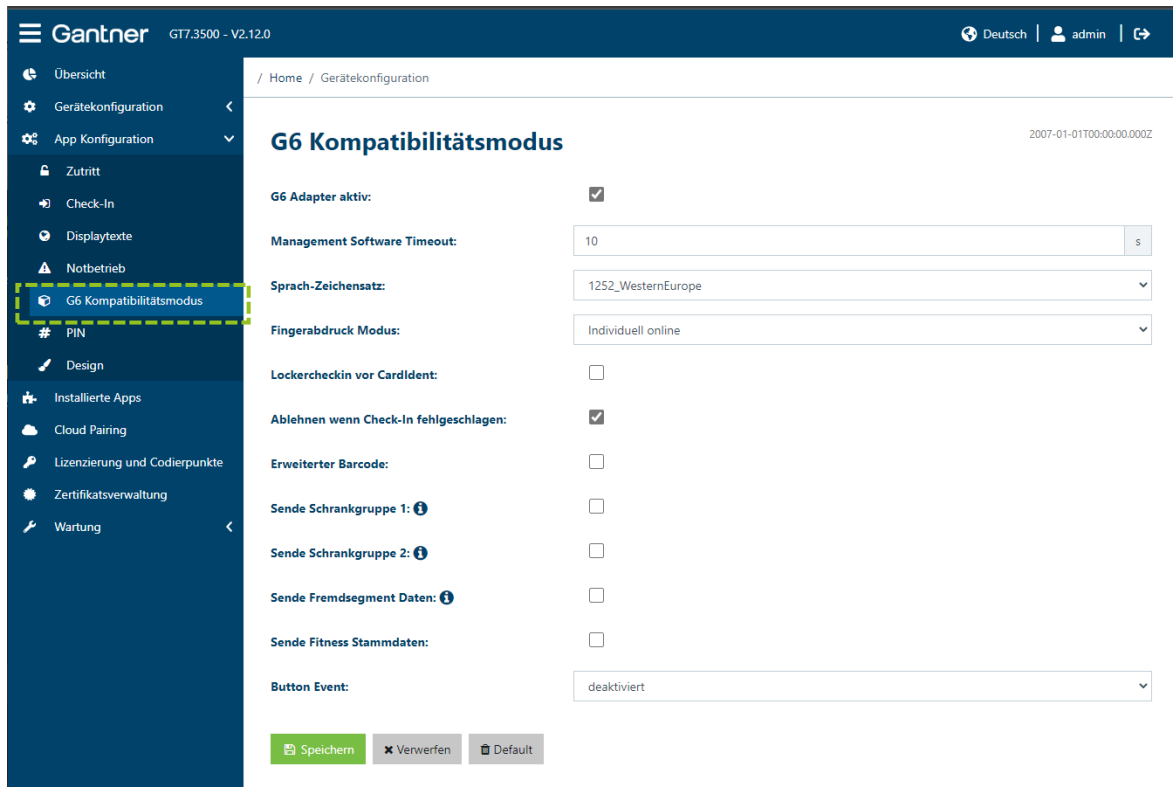 Gantner GT7.3500 - V2.12.0
Deutsch admin
Übersicht
Gerätekonfiguration
App Konfiguration
Zutritt
Check-In
Displaytexte
Notbetrieb
G6 Kompatibilitätsmodus
PIN
Design
Installierte Apps
Cloud Pairing
Lizenzierung und Codierpunkte
Zertifikatsverwaltung
Wartung
/ Home / Gerätekonfiguration
G6 Kompatibilitätsmodus
2007-01-01T00:00:00.000Z
G6 Adapter aktiv:
Management Software Timeout: 10 s
Sprach-Zeichensatz: 1252_WesternEurope
Fingerabdruck Modus: Individuell online
Lockercheckin vor CardIdent:
Ablehnen wenn Check-In fehlgeschlagen:
Erweiterter Barcode:
Sende Schrankgruppe 1:
Sende Schrankgruppe 2:
Sende Fremdsegment Daten:
Sende Fitness Stammdaten:
Button Event: deaktiviert
Speichern Verwerfen Default